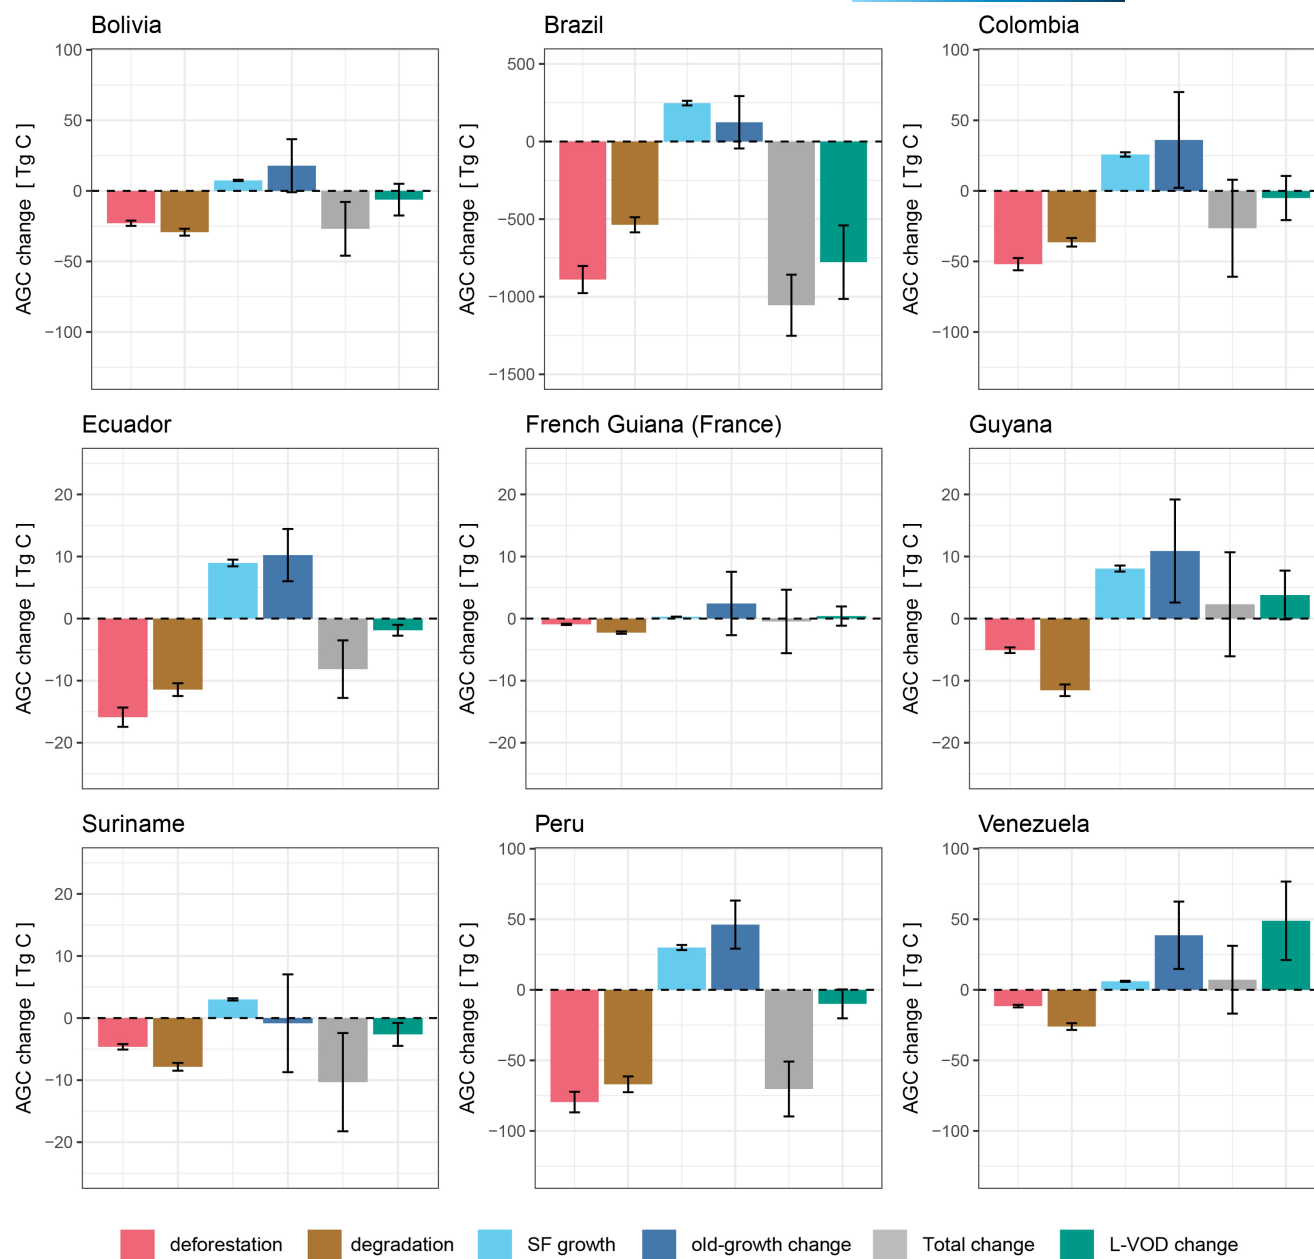 Bolivia
Brazil
Colombia
AGC change [ Tg C ]
100
50
0
−50
−100
AGC change [ Tg C ]
500
0
−500
−1000
−1500
AGC change [ Tg C ]
100
50
0
−50
−100
Ecuador
French Guiana (France)
Guyana
AGC change [ Tg C ]
20
10
0
−10
−20
AGC change [ Tg C ]
20
10
0
−10
−20
AGC change [ Tg C ]
20
10
0
−10
−20
Suriname
Peru
Venezuela
AGC change [ Tg C ]
20
10
0
−10
−20
AGC change [ Tg C ]
100
50
0
−50
−100
AGC change [ Tg C ]
100
50
0
−50
−100
deforestation degradation SF growth old-growth change Total change L-VOD change